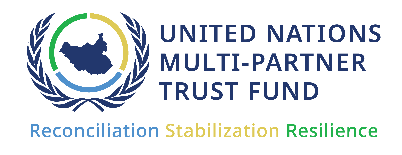 UNITED NATIONS
MULTI-PARTNER
TRUST FUND
Reconciliation Stabilization Resilience